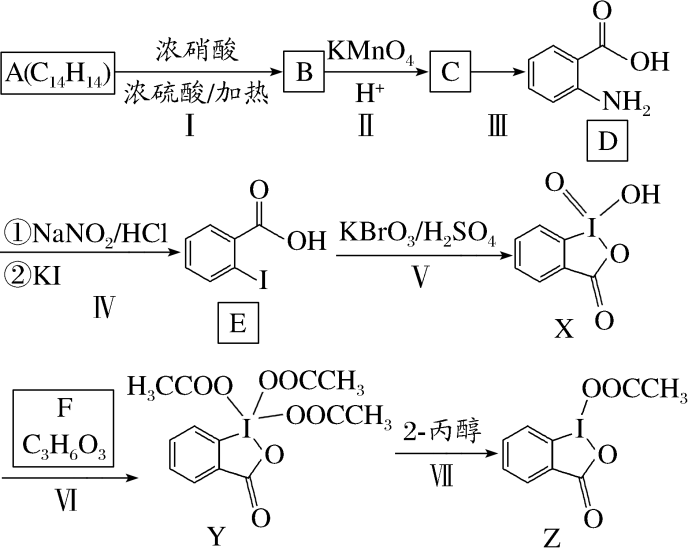 A(C₁₄H₁₄) 浓硝酸 浓硫酸/加热 Ⅰ B KMnO₄ H⁺ Ⅱ C Ⅲ O OH NH₂ D
①NaNO₂/HCl ②KI Ⅳ O OH I E KBrO₃/H₂SO₄ Ⅴ O OH I O O X
F C₃H₆O₃ Ⅵ H₃CCOO OOCCH₃ OOCCH₃ I O O Y 2-丙醇 Ⅶ OOCCH₃ I O O Z